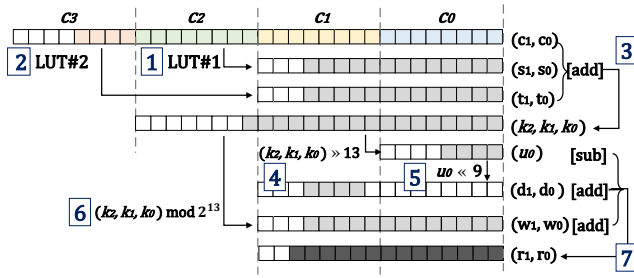 C3 C2 C1 C0
(c1, c0)
2 LUT#2 1 LUT#1 (s1, s0) [add] 3
(t1, t0)
(k2, k1, k0)
(k2, k1, k0) » 13 (u0) [sub]
4 5 u0 « 9
(d1, d0) [add]
6 (k2, k1, k0) mod 2^13 (w1, w0) [add]
(r1, r0) 7